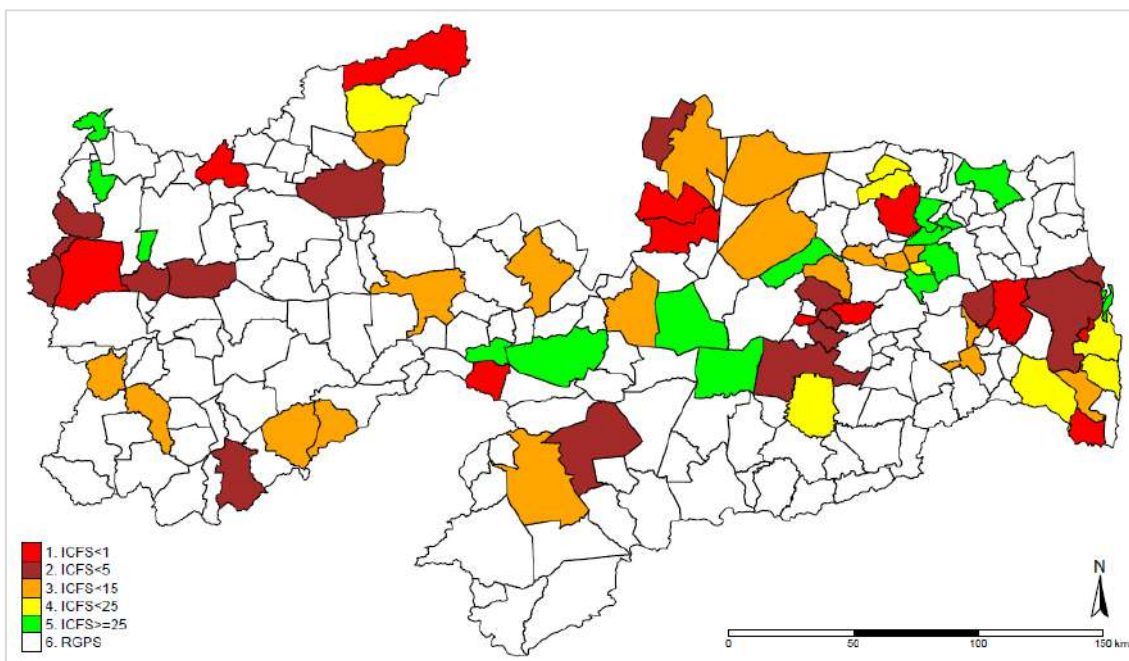 1. ICFS<1
2. ICFS<5
3. ICFS<15
4. ICFS<25
5. ICFS>=25
6. RGPS
N
0 50 100 150 km